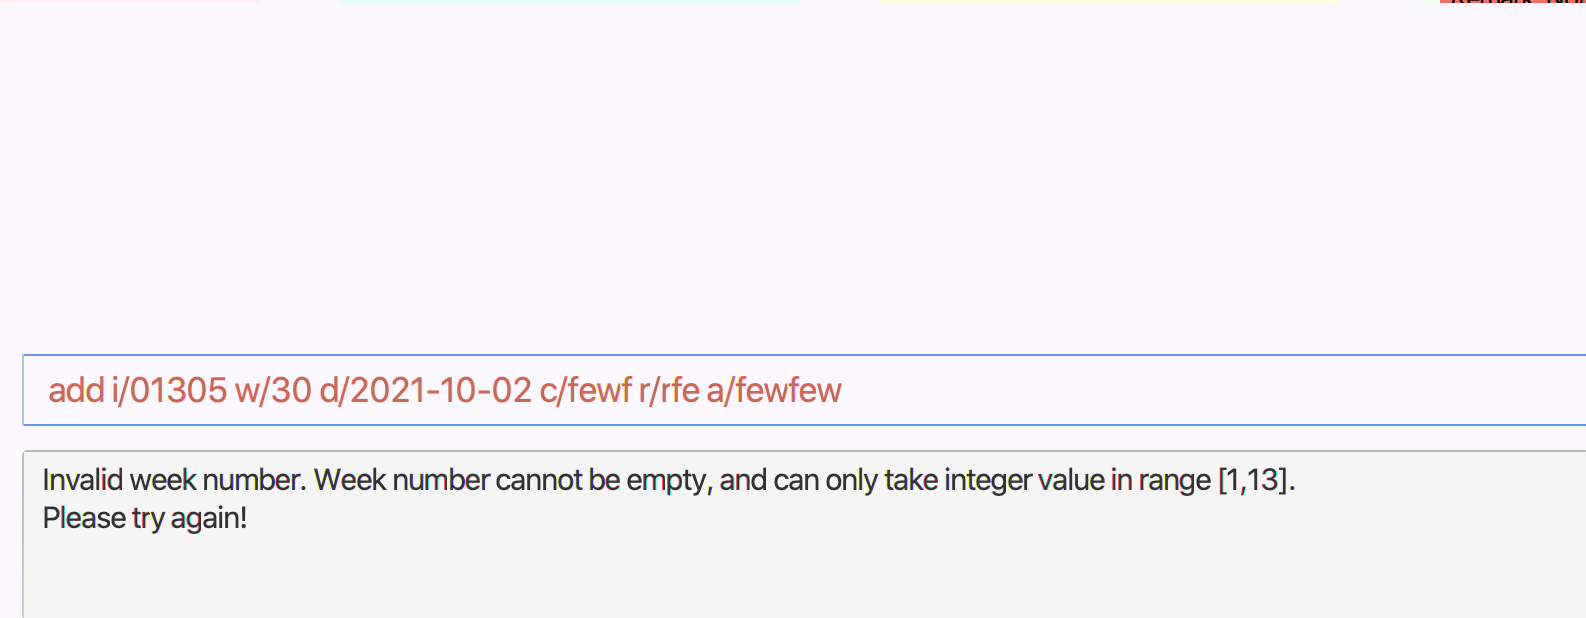 add i/01305 w/30 d/2021-10-02 c/fewf r/rfe a/fewfew
Invalid week number. Week number cannot be empty, and can only take integer value in range [1,13].
Please try again!